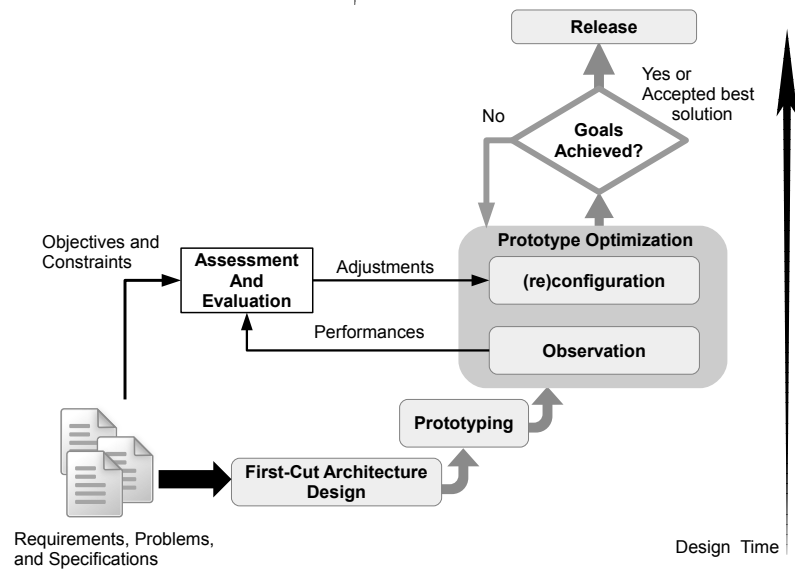 Release
Yes or
Accepted best
solution
No
Goals
Achieved?
Prototype Optimization
Objectives and
Constraints
Assessment
And
Evaluation
Adjustments
(re)configuration
Performances
Observation
Prototyping
First-Cut Architecture
Design
Requirements, Problems,
and Specifications
Design Time